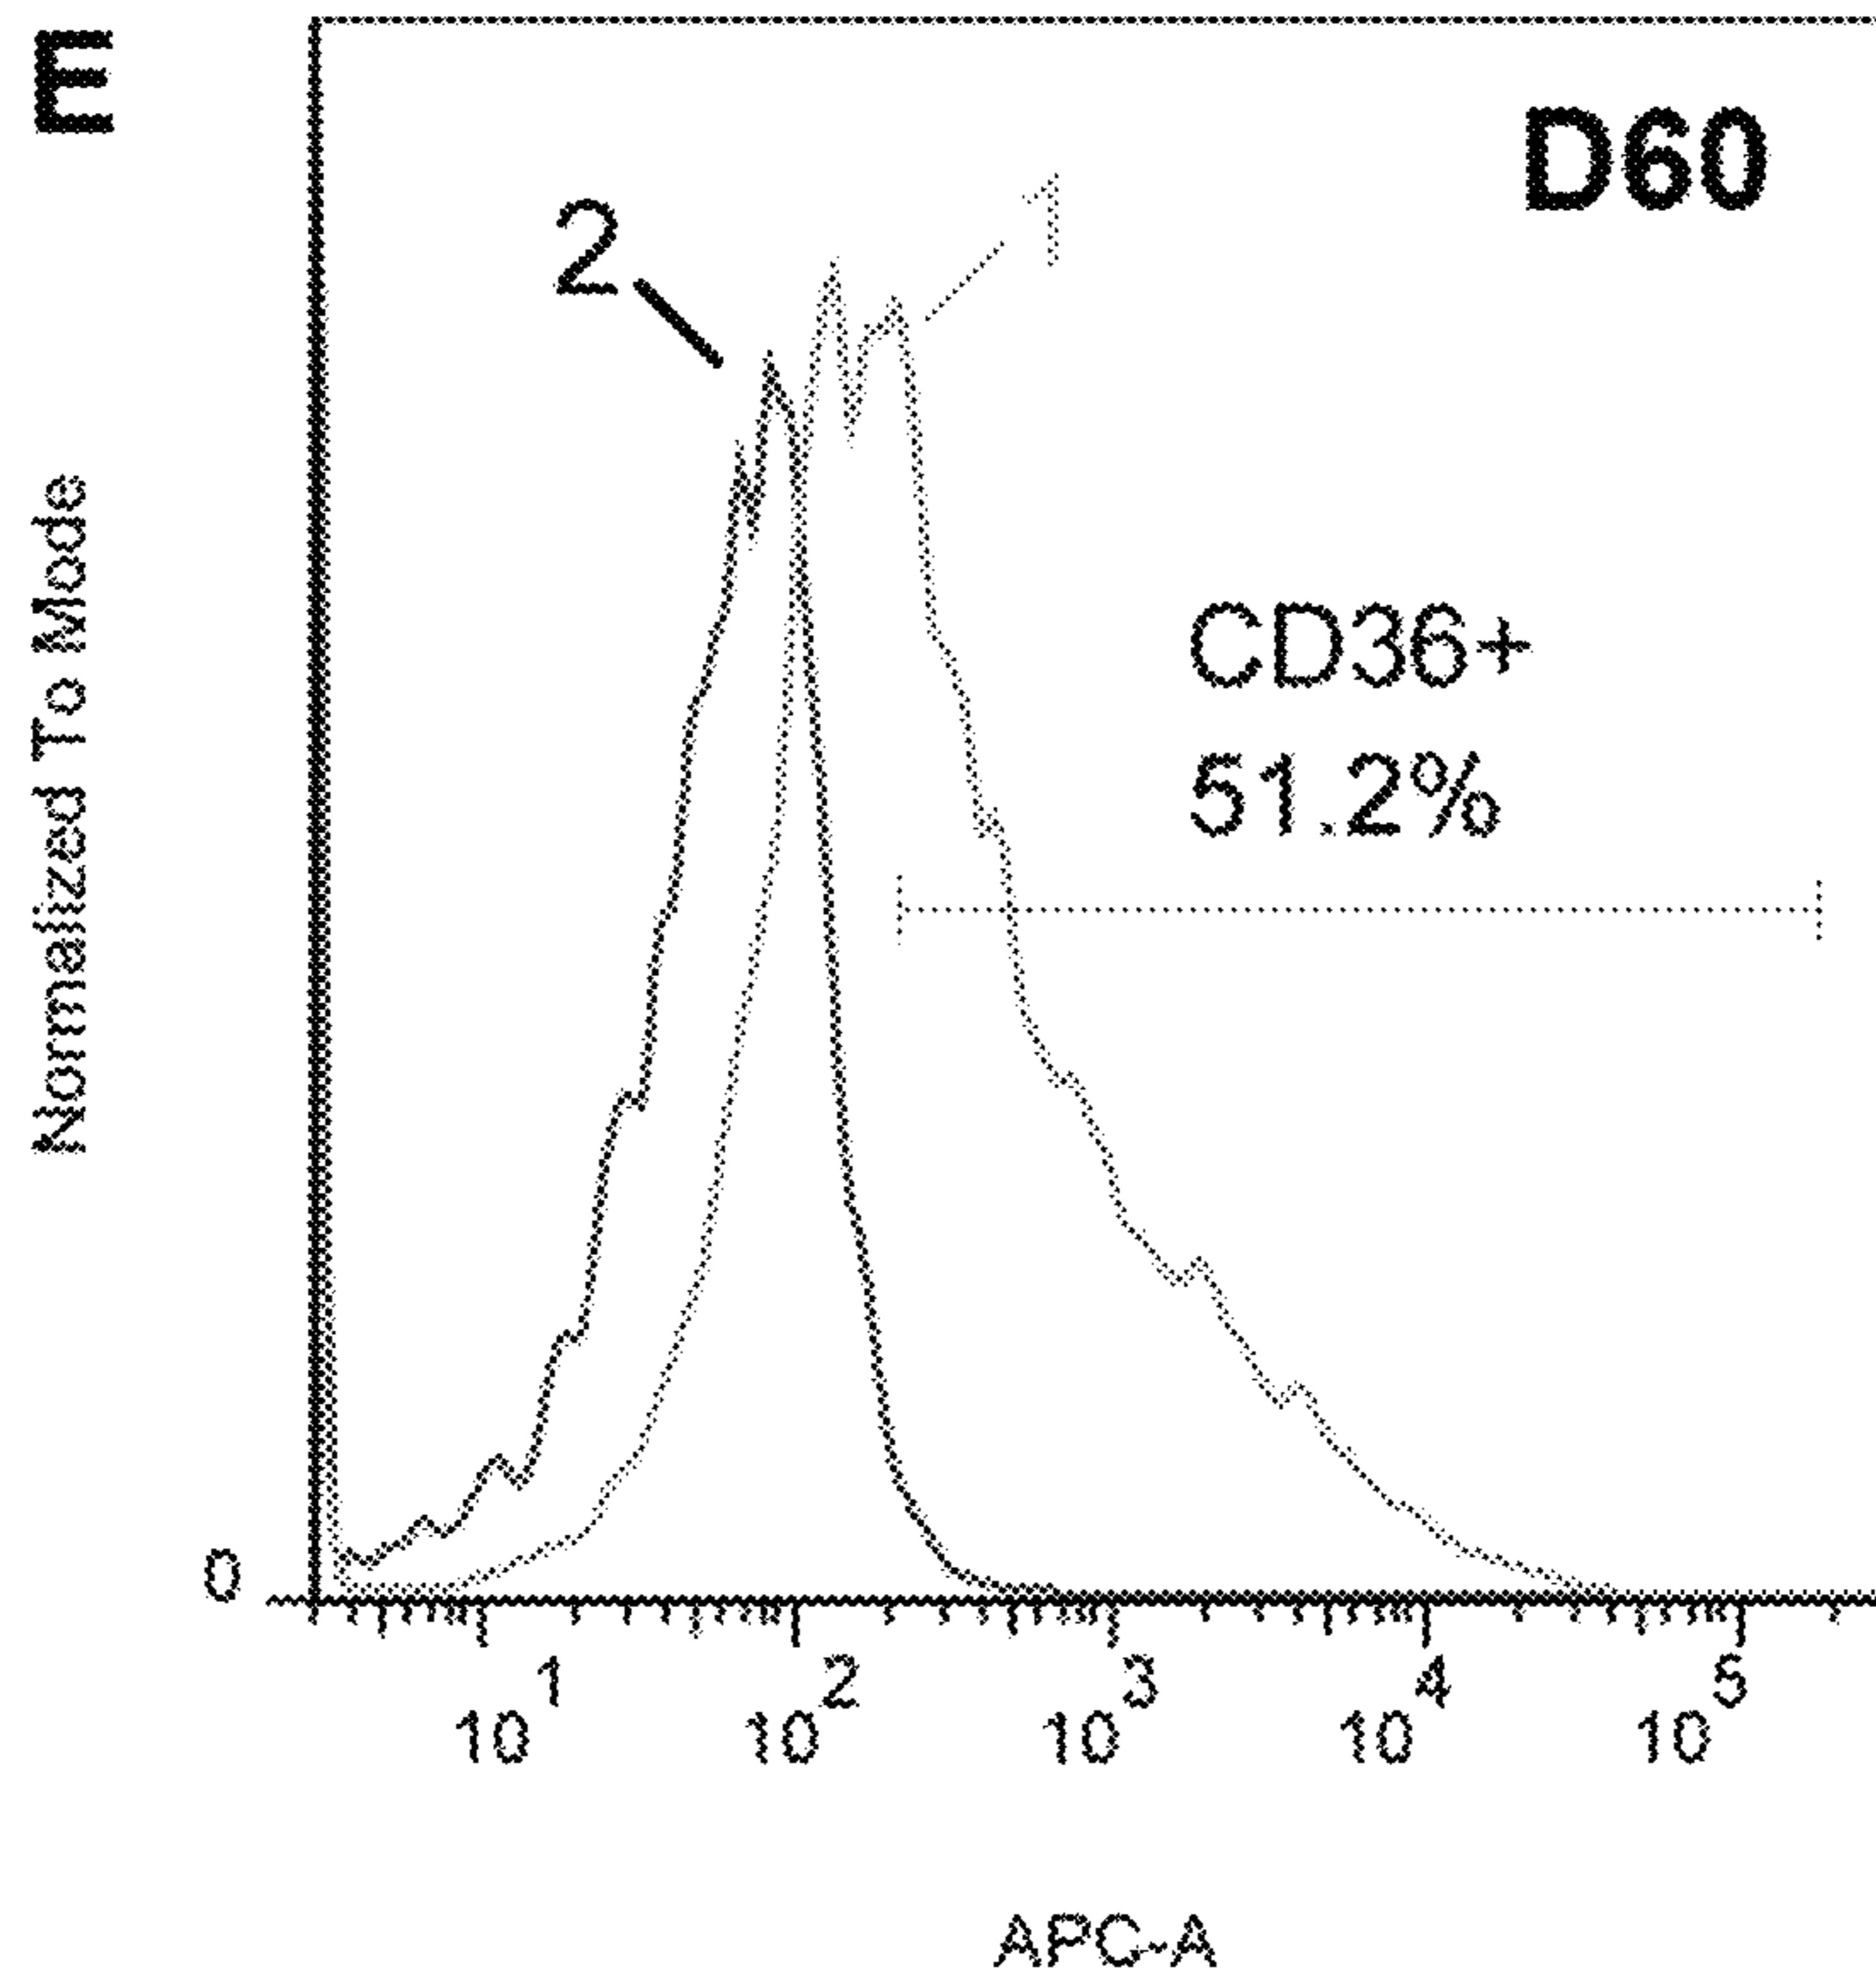 E
D60
2
1
Normalized To Mode
CD36+
51.2%
0
10^1 10^2 10^3 10^4 10^5
APC-A